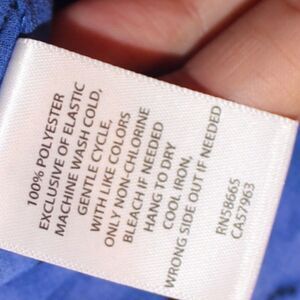 100% POLYESTER
EXCLUSIVE OF ELASTIC
MACHINE WASH COLD,
GENTLE CYCLE,
WITH LIKE COLORS
ONLY NON-CHLORINE
BLEACH IF NEEDED
HANG TO DRY
COOL IRON,
WRONG SIDE OUT IF NEEDED
RN58665
CA57963